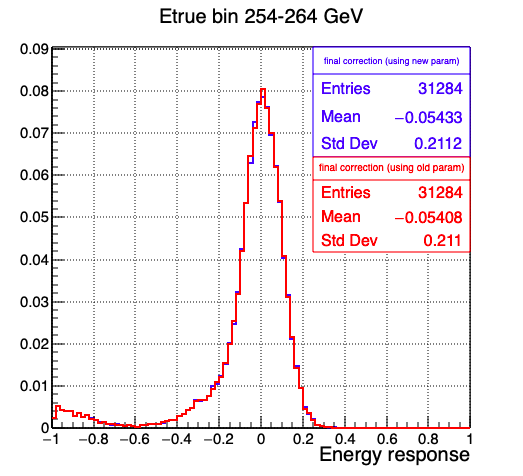 Etrue bin 254-264 GeV
final correction (using new param)
Entries 31284
Mean −0.05433
Std Dev 0.2112
final correction (using old param)
Entries 31284
Mean −0.05408
Std Dev 0.211
0.09
0.08
0.07
0.06
0.05
0.04
0.03
0.02
0.01
0
−1 −0.8 −0.6 −0.4 −0.2 0 0.2 0.4 0.6 0.8 1
Energy response